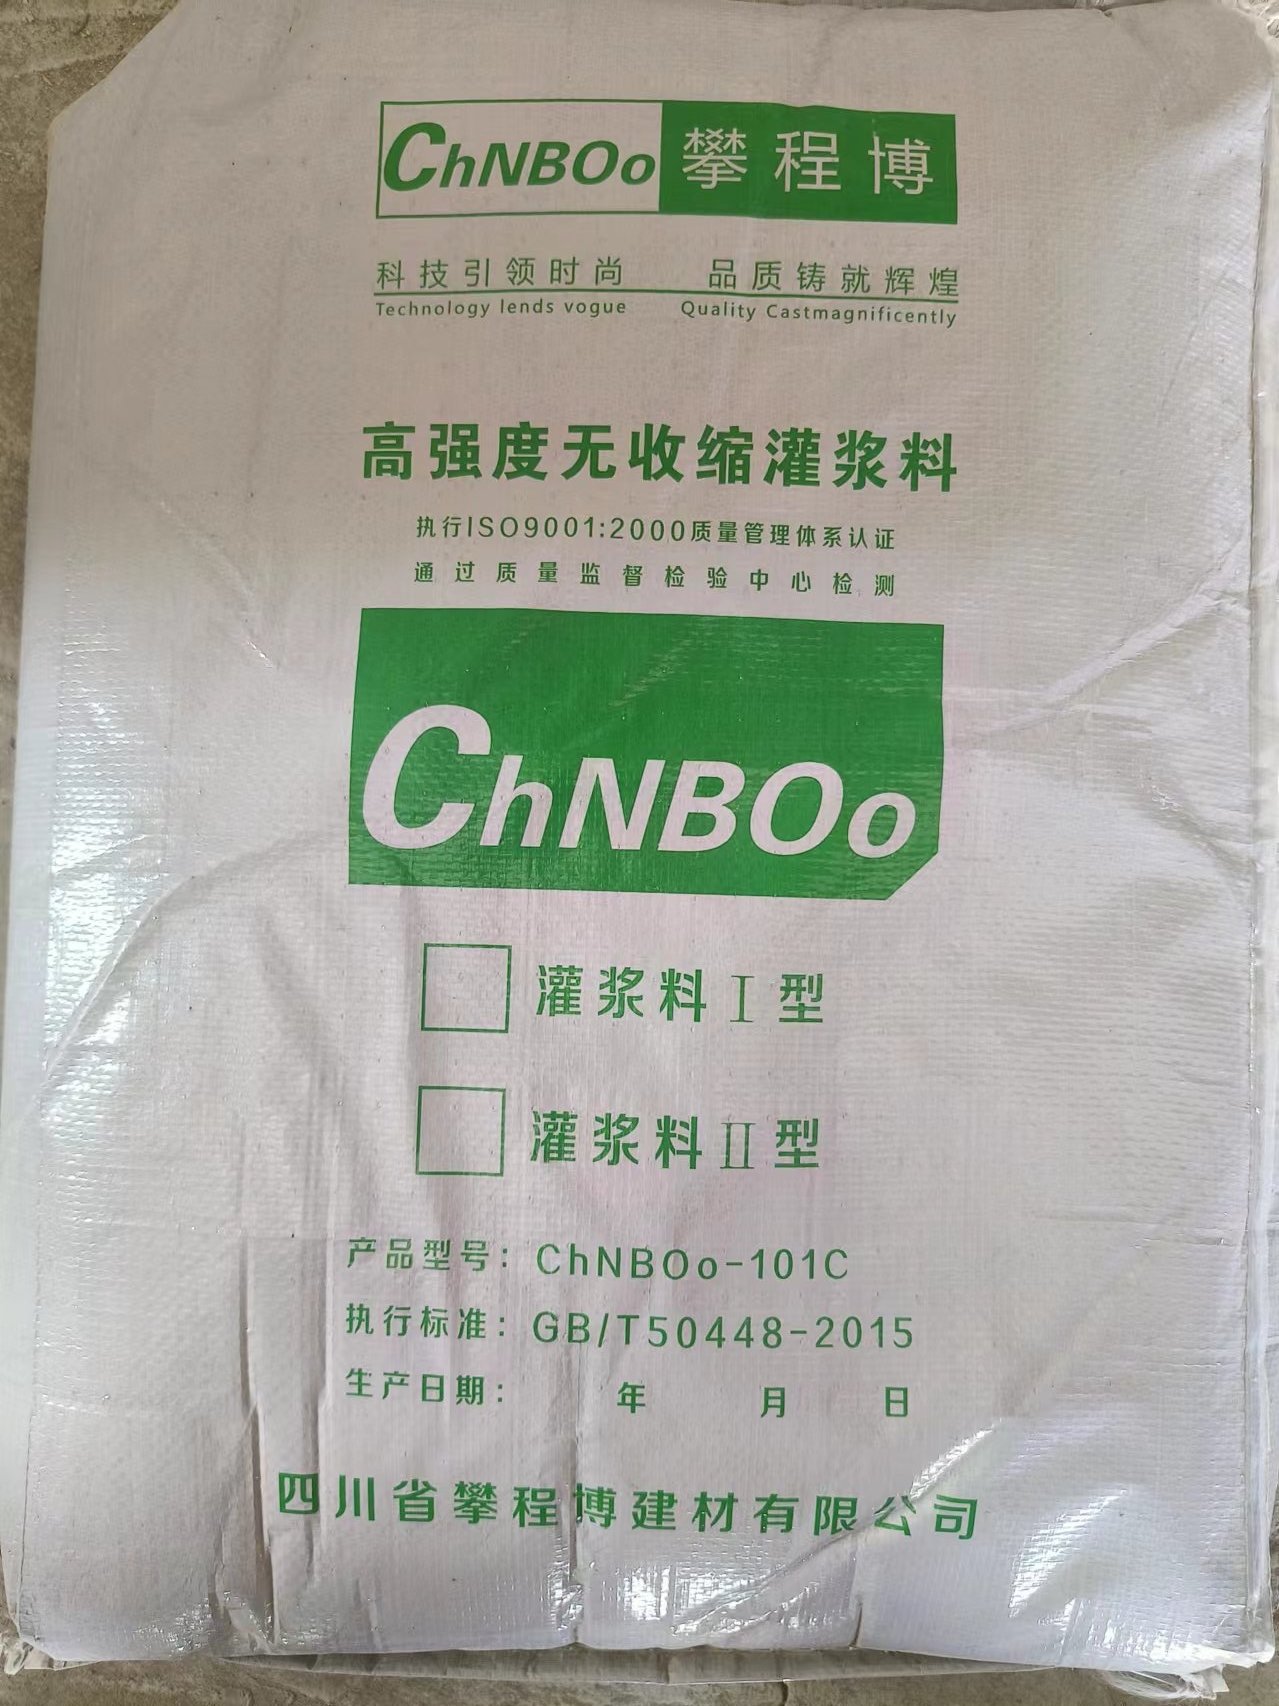 ChNBOo 攀程博
科技引领时尚 品质铸就辉煌
Technology lends vogue Quality Castmagnificently
高强度无收缩灌浆料
执行ISO9001:2000质量管理体系认证
通过质量监督检验中心检测
ChNBOo
灌浆料Ⅰ型
灌浆料Ⅱ型
产品型号：ChNBOo-101C
执行标准：GB/T50448-2015
生产日期： 年 月 日
四川省攀程博建材有限公司